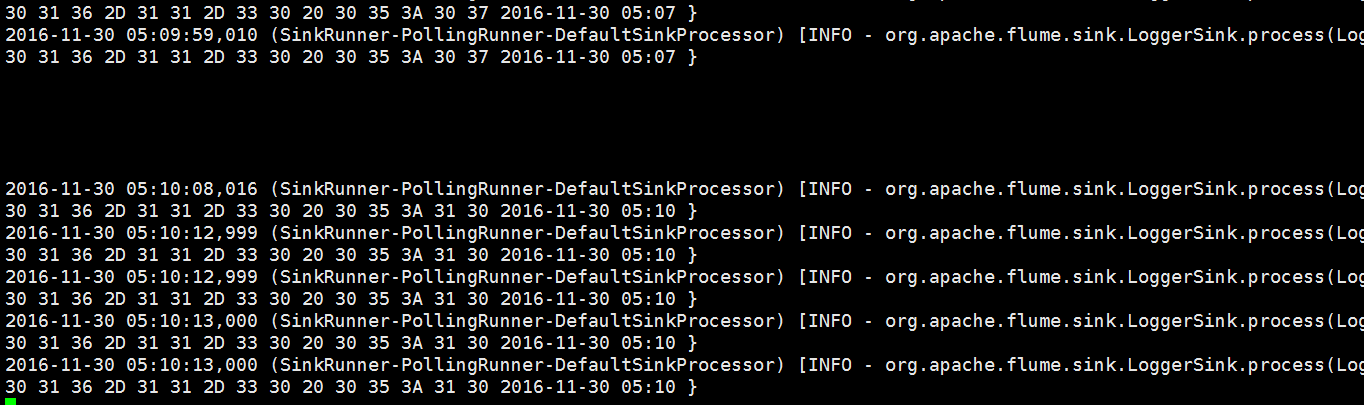 30 31 36 2D 31 31 2D 33 30 20 30 35 3A 30 37 2016-11-30 05:07 }
2016-11-30 05:09:59,010 (SinkRunner-PollingRunner-DefaultSinkProcessor) [INFO - org.apache.flume.sink.LoggerSink.process(Log
30 31 36 2D 31 31 2D 33 30 20 30 35 3A 30 37 2016-11-30 05:07 }
2016-11-30 05:10:08,016 (SinkRunner-PollingRunner-DefaultSinkProcessor) [INFO - org.apache.flume.sink.LoggerSink.process(Log
30 31 36 2D 31 31 2D 33 30 20 30 35 3A 31 30 2016-11-30 05:10 }
2016-11-30 05:10:12,999 (SinkRunner-PollingRunner-DefaultSinkProcessor) [INFO - org.apache.flume.sink.LoggerSink.process(Log
30 31 36 2D 31 31 2D 33 30 20 30 35 3A 31 30 2016-11-30 05:10 }
2016-11-30 05:10:12,999 (SinkRunner-PollingRunner-DefaultSinkProcessor) [INFO - org.apache.flume.sink.LoggerSink.process(Log
30 31 36 2D 31 31 2D 33 30 20 30 35 3A 31 30 2016-11-30 05:10 }
2016-11-30 05:10:13,000 (SinkRunner-PollingRunner-DefaultSinkProcessor) [INFO - org.apache.flume.sink.LoggerSink.process(Log
30 31 36 2D 31 31 2D 33 30 20 30 35 3A 31 30 2016-11-30 05:10 }
2016-11-30 05:10:13,000 (SinkRunner-PollingRunner-DefaultSinkProcessor) [INFO - org.apache.flume.sink.LoggerSink.process(Log
30 31 36 2D 31 31 2D 33 30 20 30 35 3A 31 30 2016-11-30 05:10 }